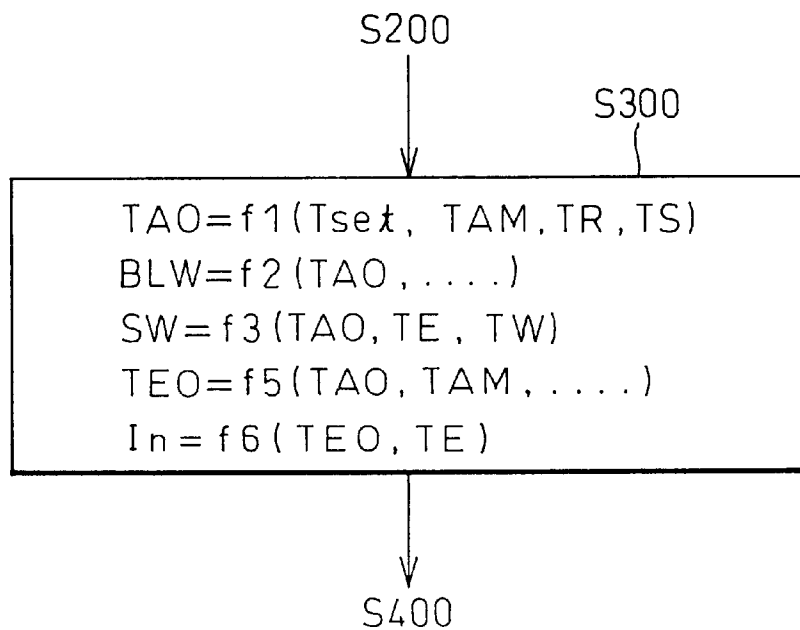 S200
S300
TAO=f1(Tset, TAM,TR,TS)
BLW=f2(TAO,....)
SW=f3(TAO,TE, TW)
TEO=f5(TAO,TAM,....)
In=f6(TEO,TE)
S400